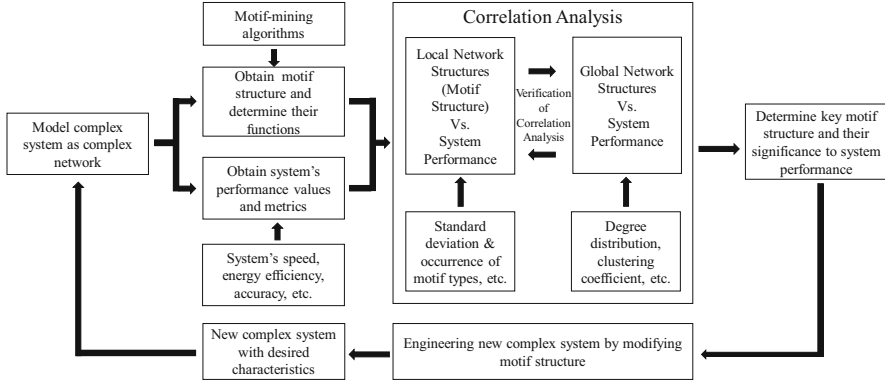 Motif-mining
algorithms
Obtain motif
structure and
determine their
functions
Model complex
system as complex
network
Obtain system's
performance values
and metrics
System's speed,
energy efficiency,
accuracy, etc.
Correlation Analysis
Local Network
Structures
(Motif
Structure)
Vs.
System
Performance
Verification
of
Correlation
Analysis
Global Network
Structures
Vs.
System
Performance
Standard
deviation &
occurrence of
motif types, etc.
Degree
distribution,
clustering
coefficient, etc.
Determine key motif
structure and their
significance to system
performance
New complex system
with desired
characteristics
Engineering new complex system by modifying
motif structure